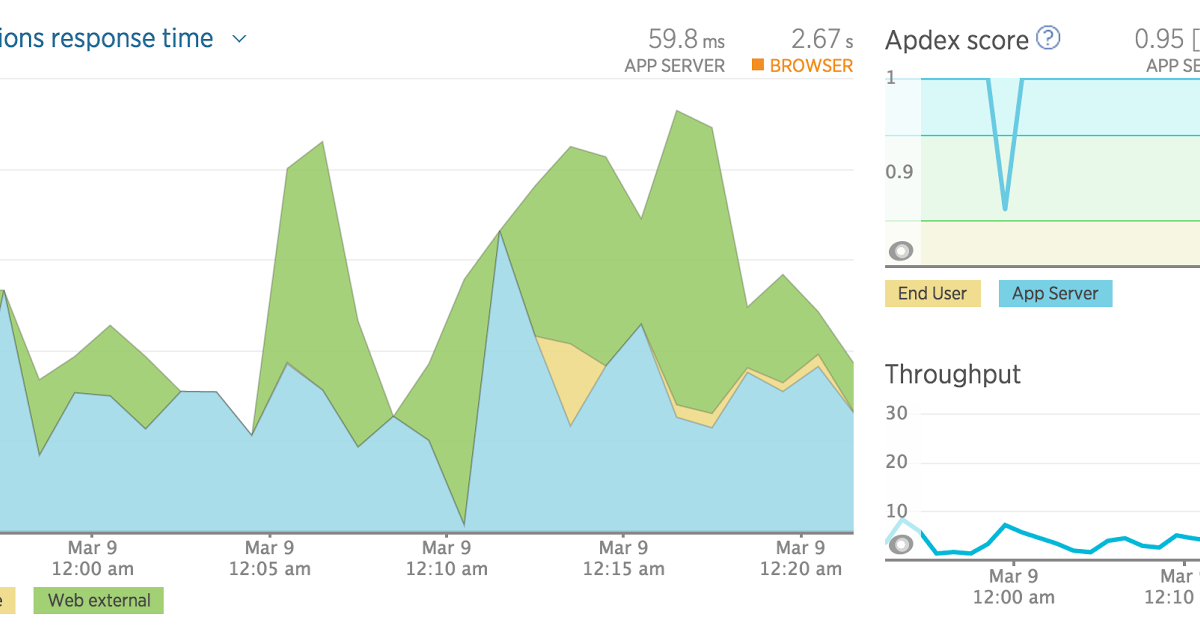 ions response time
59.8 ms
APP SERVER
2.67 s
BROWSER
Mar 9
12:00 am
Mar 9
12:05 am
Mar 9
12:10 am
Mar 9
12:15 am
Mar 9
12:20 am
e
Web external
Apdex score ?
0.95 [
APP SE
1
0.9
End User
App Server
Throughput
30
20
10
Mar 9
12:00 am
Mar
12:10